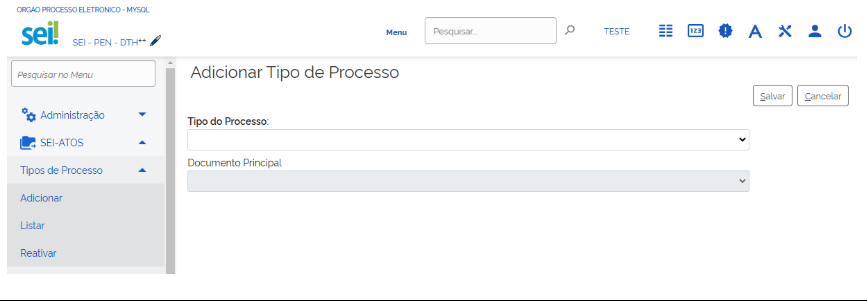 ORGAO PROCESSO ELETRONICO - MYSQL
sei!
SEI - PEN - DTH++
Menu
Pesquisar...
TESTE
123
A
Pesquisar no Menu
Administração
SEI-ATOS
Tipos de Processo
Adicionar
Listar
Reativar
Adicionar Tipo de Processo
Salvar
Cancelar
Tipo do Processo:
Documento Principal